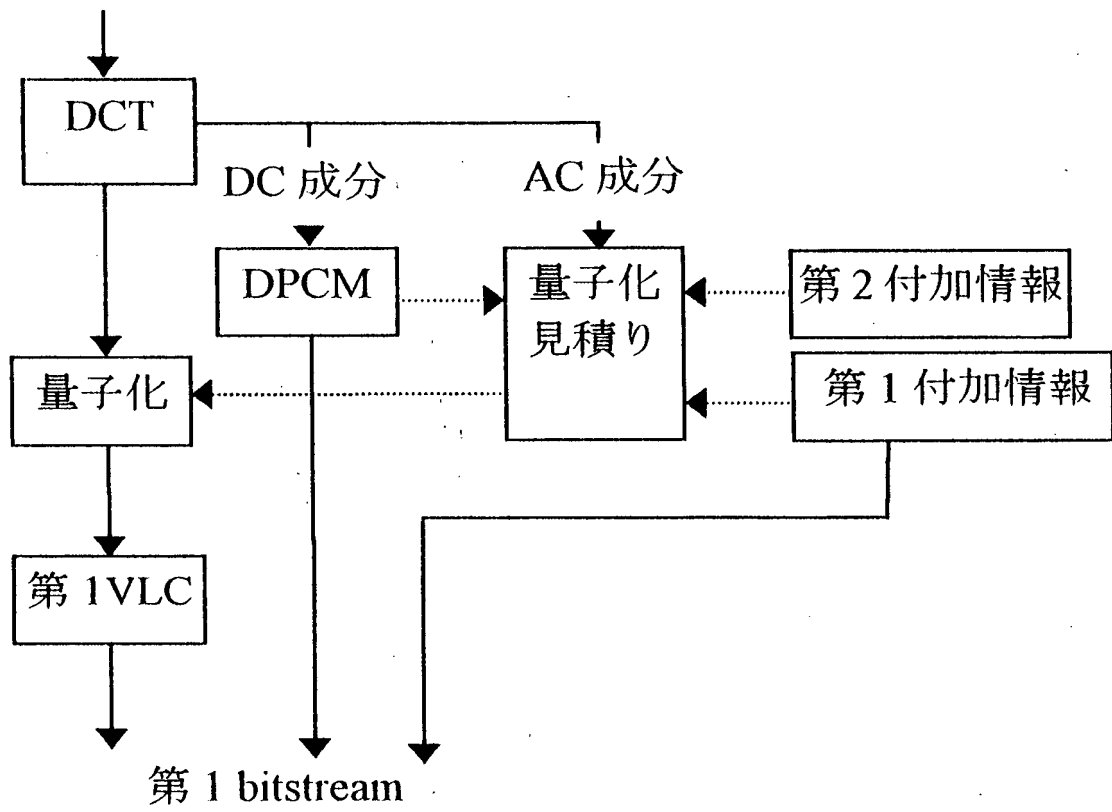 DCT
DC 成分
AC 成分
DPCM
量子化
見積り
第 2 付加情報
第 1 付加情報
量子化
第 1VLC
第 1 bitstream